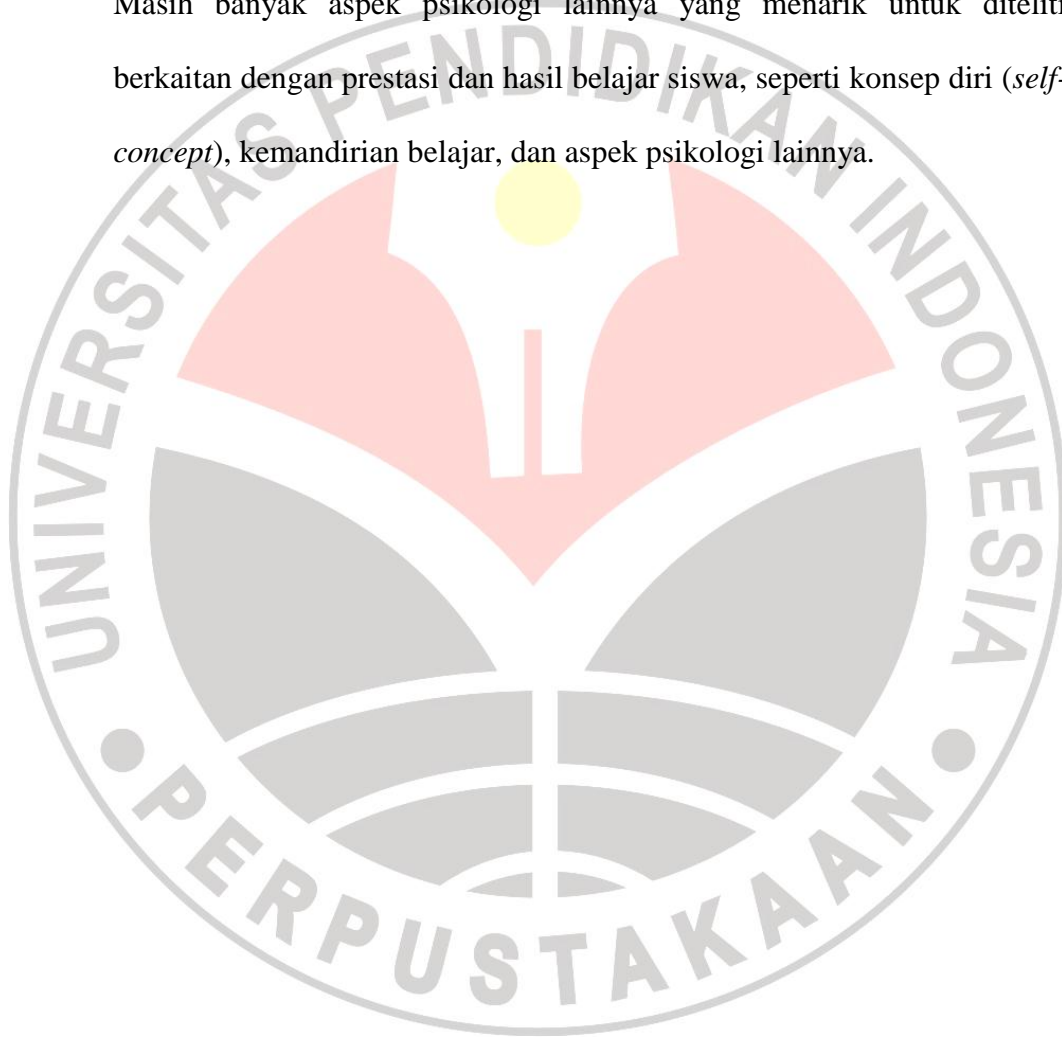 Masih banyak aspek psikologi lainnya yang menarik untuk diteliti
berkaitan dengan prestasi dan hasil belajar siswa, seperti konsep diri (self-
concept), kemandirian belajar, dan aspek psikologi lainnya.
UNIVERSITAS PENDIDIKAN INDONESIA
PERPUSTAKAAN